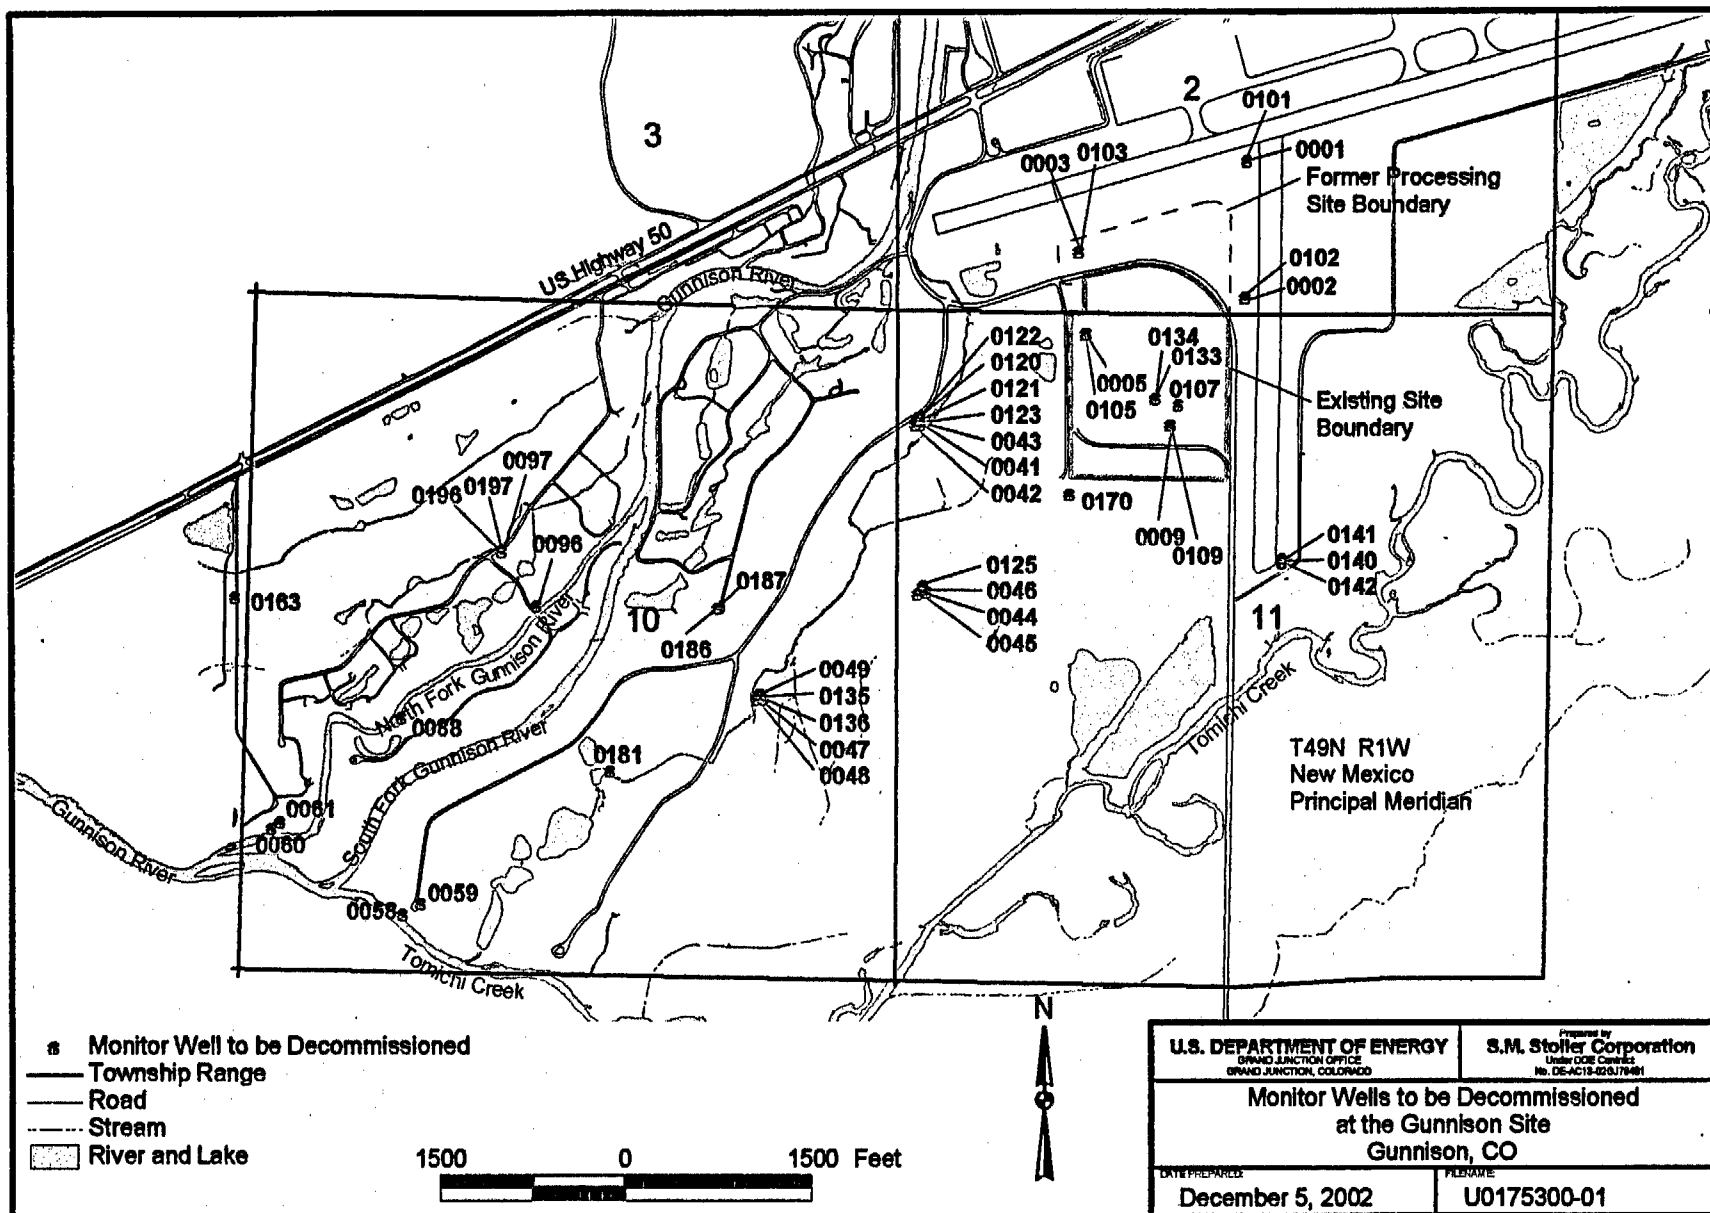 2
0101
3
0003
0103
0001
Former Processing
Site Boundary
US Highway 50
Gunnison River
0102
0002
0122
0120
0121
0123
0043
0041
0042
0134
0133
0107
0005
0105
Existing Site
Boundary
0097
0197
0196
0096
0170
0009
0109
0141
0140
0142
0163
0187
10
0186
0125
0046
0044
0045
11
North Fork Gunnison River
0088
0049
0135
0136
0047
0048
South Fork Gunnison River
0181
Tomichi Creek
T49N R1W
New Mexico
Principal Meridian
0061
0060
Gunnison River
0059
0058
Tomichi Creek
N
Monitor Well to be Decommissioned
Township Range
Road
Stream
River and Lake
1500 0 1500 Feet
U.S. DEPARTMENT OF ENERGY
GRAND JUNCTION OFFICE
GRAND JUNCTION, COLORADO
Prepared by
S.M. Stoller Corporation
Under DOE Contract
Monitor Wells to be Decommissioned
at the Gunnison Site
Gunnison, CO
DATE PREPARED:
December 5, 2002
FILENAME:
U0175300-01